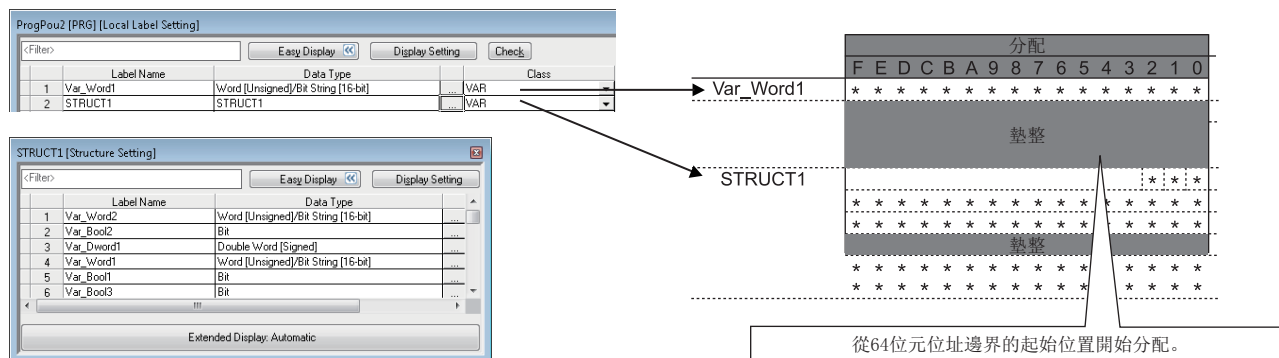 ProgPou2 [PRG] [Local Label Setting]
<Filter>
Easy Display
Display Setting
Check
Label Name Data Type Class
1 Var_Word1 Word [Unsigned]/Bit String [16-bit] ... VAR
2 STRUCT1 STRUCT1 ... VAR
STRUCT1 [Structure Setting]
<Filter>
Easy Display
Display Setting
Label Name Data Type
1 Var_Word2 Word [Unsigned]/Bit String [16-bit] ...
2 Var_Bool2 Bit ...
3 Var_Dword1 Double Word [Signed] ...
4 Var_Word1 Word [Unsigned]/Bit String [16-bit] ...
5 Var_Bool1 Bit ...
6 Var_Bool3 Bit ...
Extended Display: Automatic
分配
F E D C B A 9 8 7 6 5 4 3 2 1 0
Var_Word1 * * * * * * * * * * * * * * * *
墊整
STRUCT1 * * *
* * * * * * * * * * * * * * * *
* * * * * * * * * * * * * * * *
墊整
* * * * * * * * * * * * * * *
* * * * * * * * * * * * * * *
從64位元位址邊界的起始位置開始分配。